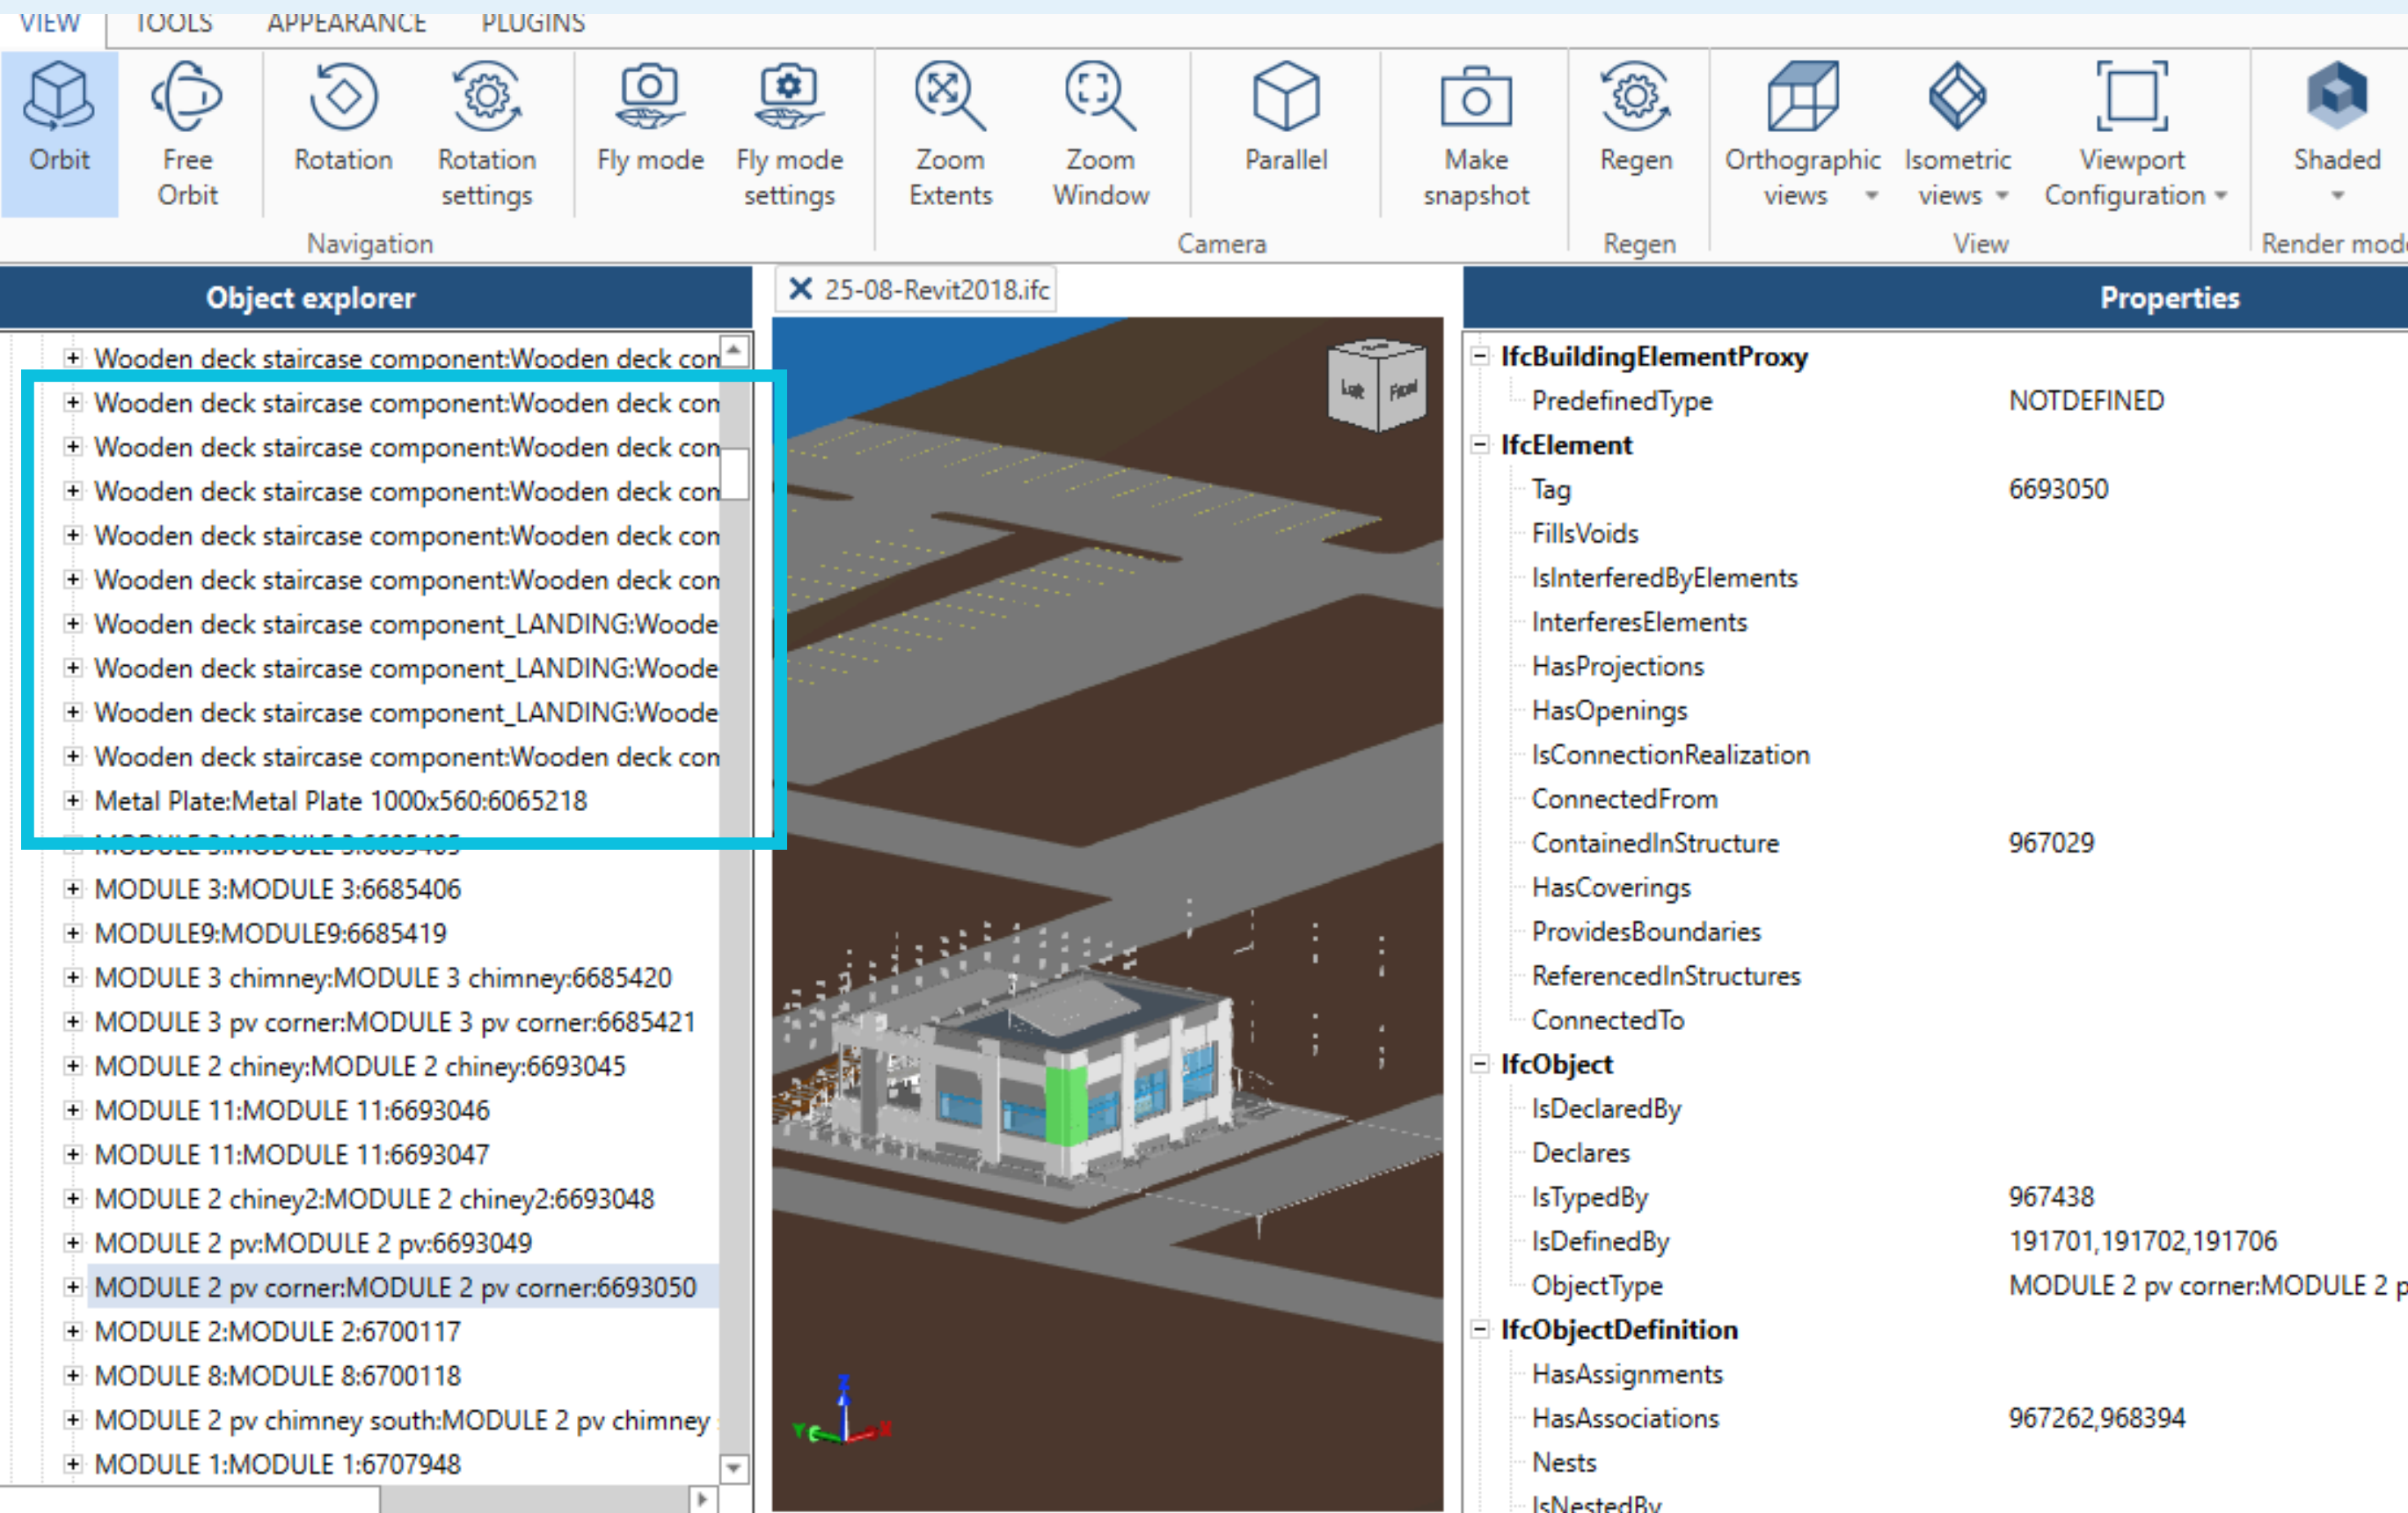 VIEW TOOLS APPEARANCE PLUGINS
Orbit
Free Orbit
Rotation
Rotation settings
Fly mode
Fly mode settings
Zoom Extents
Zoom Window
Parallel
Make snapshot
Regen
Orthographic views
Isometric views
Viewport Configuration
Shaded
Navigation
Camera
Regen
View
Render mod
Object explorer
25-08-Revit2018.ifc
Properties
Wooden deck staircase component:Wooden deck com
Wooden deck staircase component:Wooden deck com
Wooden deck staircase component:Wooden deck com
Wooden deck staircase component:Wooden deck com
Wooden deck staircase component:Wooden deck com
Wooden deck staircase component:Wooden deck com
Wooden deck staircase component_LANDING:Woode
Wooden deck staircase component_LANDING:Woode
Wooden deck staircase component_LANDING:Woode
Wooden deck staircase component:Wooden deck com
Metal Plate:Metal Plate 1000x560:6065218
MODULE 3:MODULE 3:6685406
MODULE9:MODULE9:6685419
MODULE 3 chimney:MODULE 3 chimney:6685420
MODULE 3 pv corner:MODULE 3 pv corner:6685421
MODULE 2 chiney:MODULE 2 chiney:6693045
MODULE 11:MODULE 11:6693046
MODULE 11:MODULE 11:6693047
MODULE 2 chiney2:MODULE 2 chiney2:6693048
MODULE 2 pv:MODULE 2 pv:6693049
MODULE 2 pv corner:MODULE 2 pv corner:6693050
MODULE 2:MODULE 2:6700117
MODULE 8:MODULE 8:6700118
MODULE 2 pv chimney south:MODULE 2 pv chimney
MODULE 1:MODULE 1:6707948
Left
Front
Z
Y
X
IfcBuildingElementProxy
PredefinedType NOTDEFINED
IfcElement
Tag 6693050
FillsVoids
IsInterferedByElements
InterferesElements
HasProjections
HasOpenings
IsConnectionRealization
ConnectedFrom
ContainedInStructure 967029
HasCoverings
ProvidesBoundaries
ReferencedInStructures
ConnectedTo
IfcObject
IsDeclaredBy
Declares
IsTypedBy 967438
IsDefinedBy 191701,191702,191706
ObjectType MODULE 2 pv corner:MODULE 2 p
IfcObjectDefinition
HasAssignments
HasAssociations 967262,968394
Nests
IsNestedBy